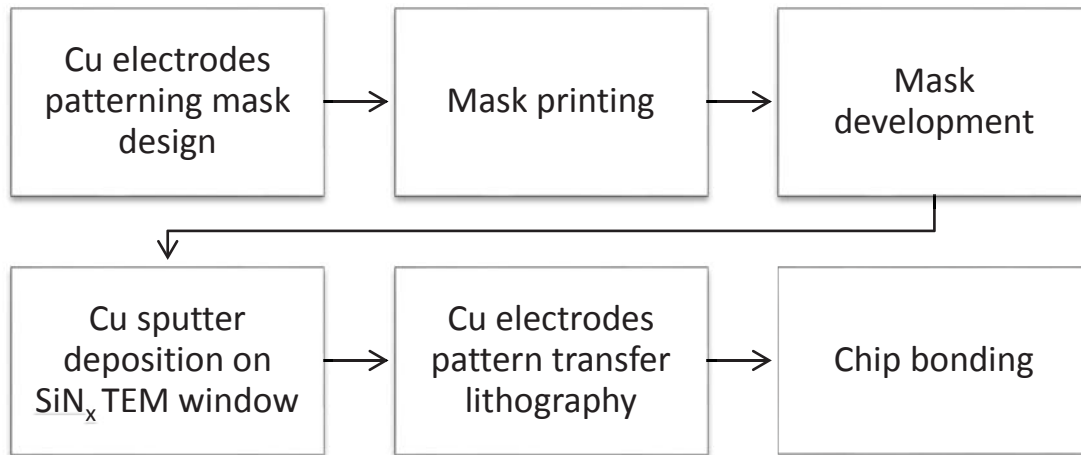 Cu electrodes
patterning mask
design
Mask printing
Mask
development
Cu sputter
deposition on
SiNₓ TEM window
Cu electrodes
pattern transfer
lithography
Chip bonding